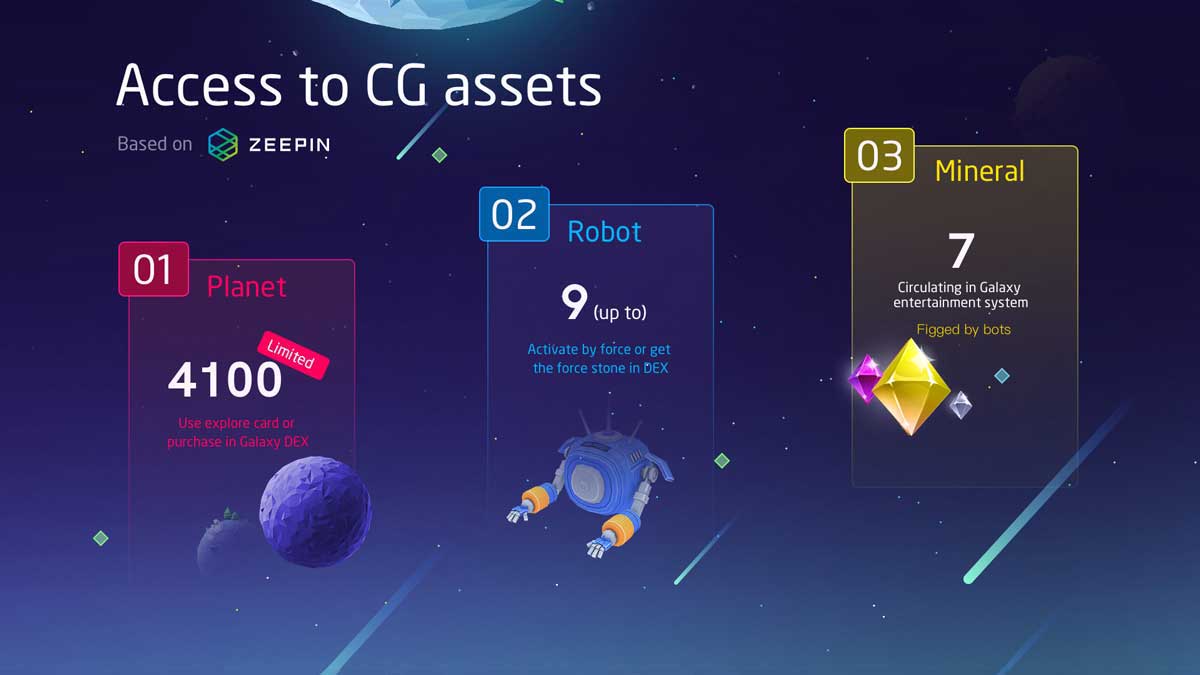 Access to CG assets
Based on ZEEPIN
01
Planet
Limited
4100
Use explore card or
purchase in Galaxy DEX
02
Robot
9 (up to)
Activate by force or get
the force stone in DEX
03
Mineral
7
Circulating in Galaxy
entertainment system
Figged by bots